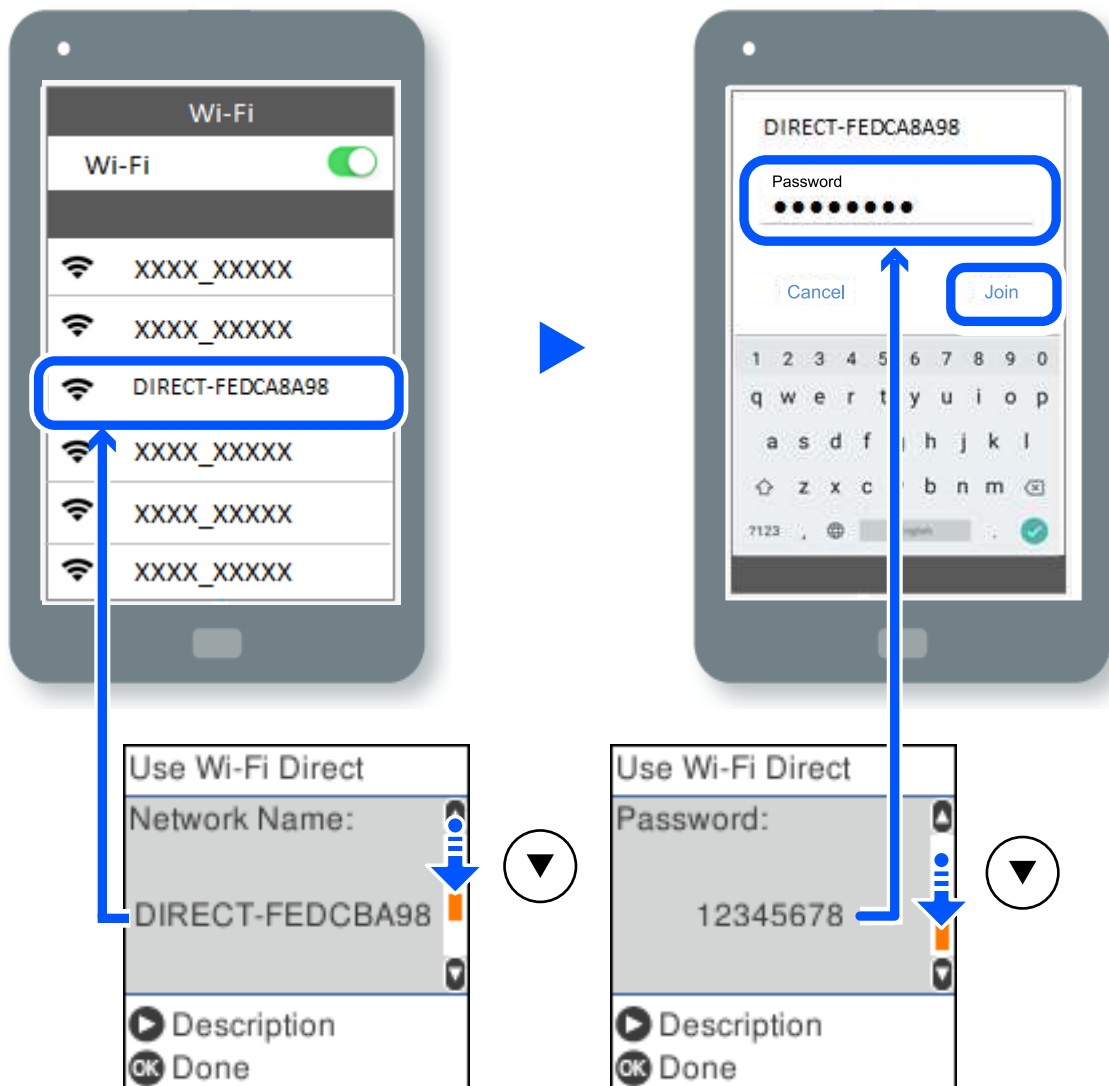 Wi-Fi
Wi-Fi
XXXX_XXXXX
XXXX_XXXXX
DIRECT-FEDCA8A98
XXXX_XXXXX
XXXX_XXXXX
XXXX_XXXXX
DIRECT-FEDCA8A98
Password
●●●●●●●●
Cancel Join
1 2 3 4 5 6 7 8 9 0
q w e r t y u i o p
a s d f h j k l
z x c b n m
?123 , .
Use Wi-Fi Direct
Network Name:
DIRECT-FEDCBA98
Description
OK Done
Use Wi-Fi Direct
Password:
12345678
Description
OK Done